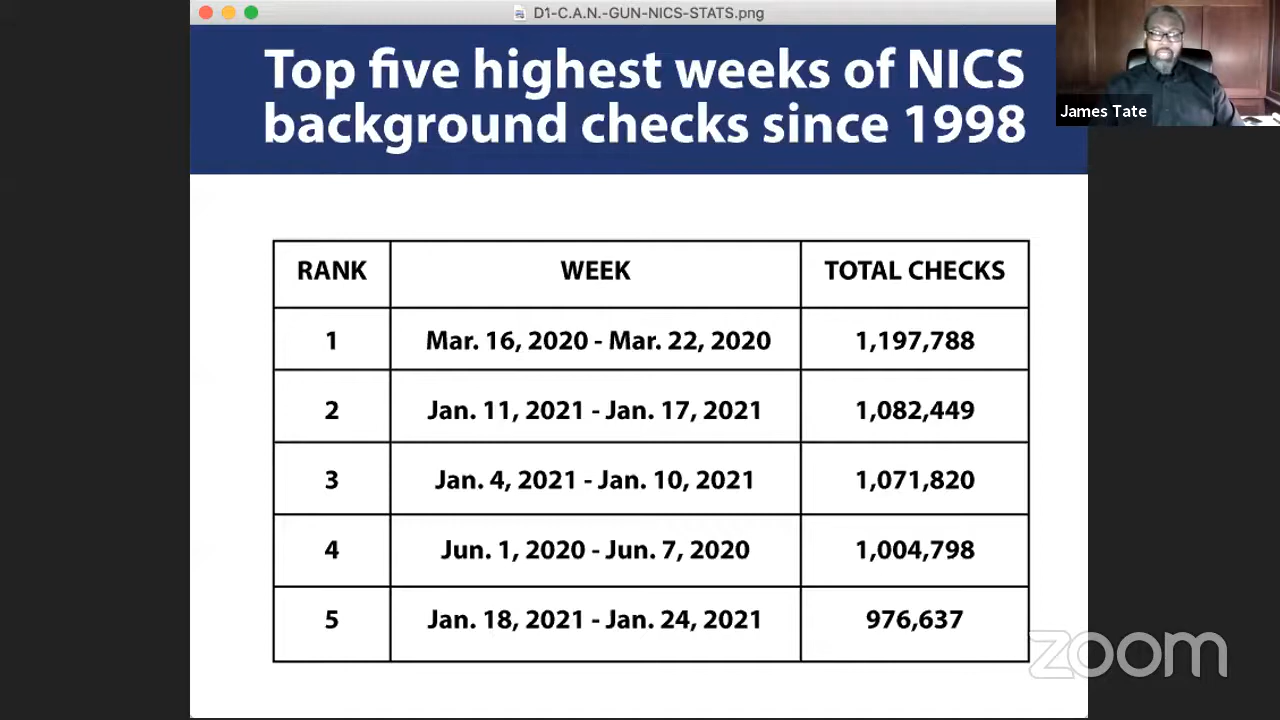 D1-C.A.N.-GUN-NICS-STATS.png
Top five highest weeks of NICS
background checks since 1998
James Tate
RANK WEEK TOTAL CHECKS
1 Mar. 16, 2020 - Mar. 22, 2020 1,197,788
2 Jan. 11, 2021 - Jan. 17, 2021 1,082,449
3 Jan. 4, 2021 - Jan. 10, 2021 1,071,820
4 Jun. 1, 2020 - Jun. 7, 2020 1,004,798
5 Jan. 18, 2021 - Jan. 24, 2021 976,637
zoom